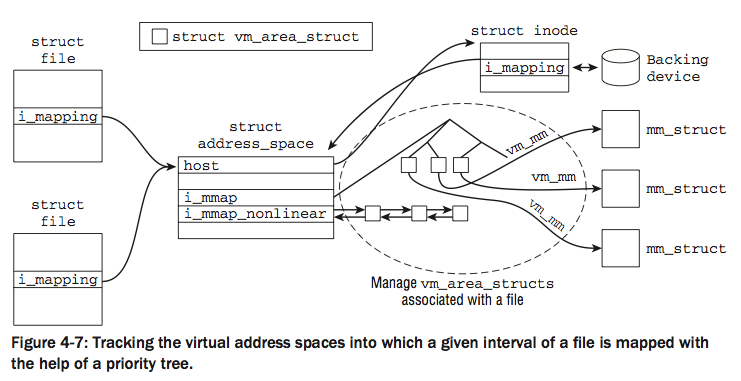 struct
file
i_mapping
struct
file
i_mapping
struct vm_area_struct
struct
address_space
host
i_mmap
i_mmap_nonlinear
struct inode
i_mapping
Backing
device
vm_mm
vm_mm
vm_mm
mm_struct
mm_struct
mm_struct
Manage vm_area_structs
associated with a file
Figure 4-7: Tracking the virtual address spaces into which a given interval of a file is mapped with
the help of a priority tree.